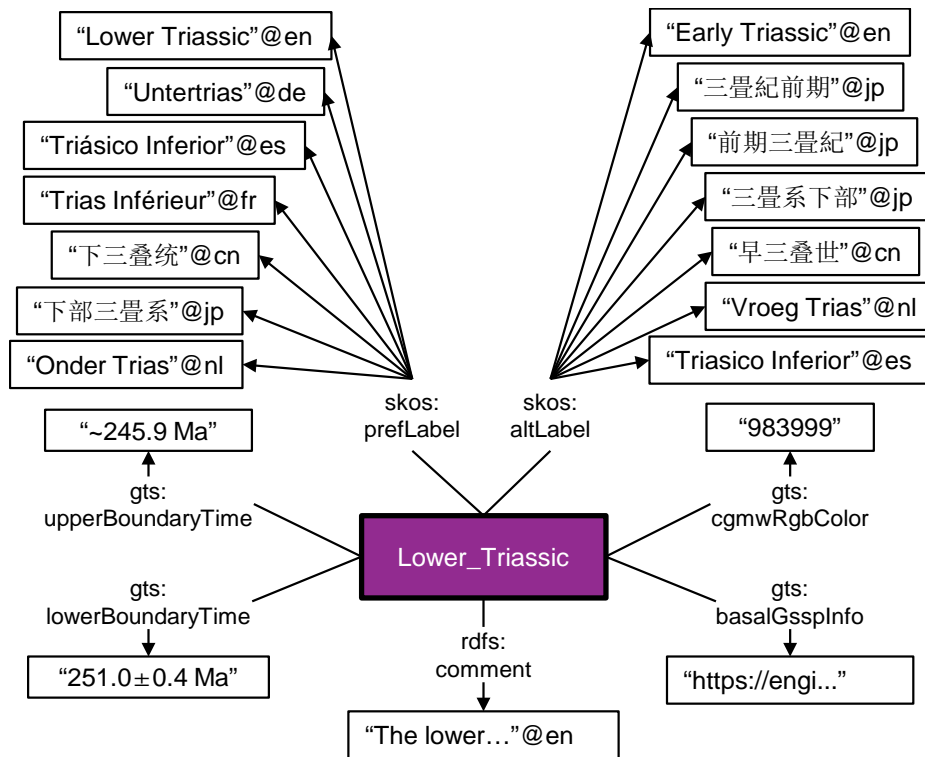 “Lower Triassic”@en
“Early Triassic”@en
“Untertrias”@de
“三畳紀前期”@jp
“Triásico Inferior”@es
“前期三畳紀”@jp
“Trias Inférieur”@fr
“三畳系下部”@jp
“下三叠统”@cn
“早三叠世”@cn
“下部三畳系”@jp
“Vroeg Trias”@nl
“Onder Trias”@nl
“Triasico Inferior”@es
skos:
prefLabel
skos:
altLabel
“~245.9 Ma”
“983999”
gts:
upperBoundaryTime
gts:
cgmwRgbColor
Lower_Triassic
gts:
lowerBoundaryTime
gts:
basalGsspInfo
rdfs:
comment
“251.0±0.4 Ma”
“https://engi...”
“The lower…”@en